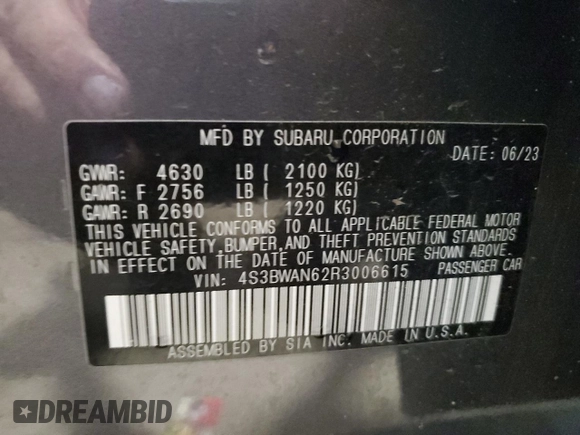 MFD BY SUBARU CORPORATION
DATE: 06/23
GVWR: 4630 LB ( 2100 KG)
GAWR: F 2756 LB ( 1250 KG)
GAWR: R 2690 LB ( 1220 KG)
THIS VEHICLE CONFORMS TO ALL APPLICABLE FEDERAL MOTOR
VEHICLE SAFETY, BUMPER, AND THEFT PREVENTION STANDARDS
IN EFFECT ON THE DATE OF MANUFACTURE SHOWN ABOVE.
VIN: 4S3BWAN62R3006615 PASSENGER CAR
ASSEMBLED BY SIA INC. MADE IN U.S.A.
DREAMBID